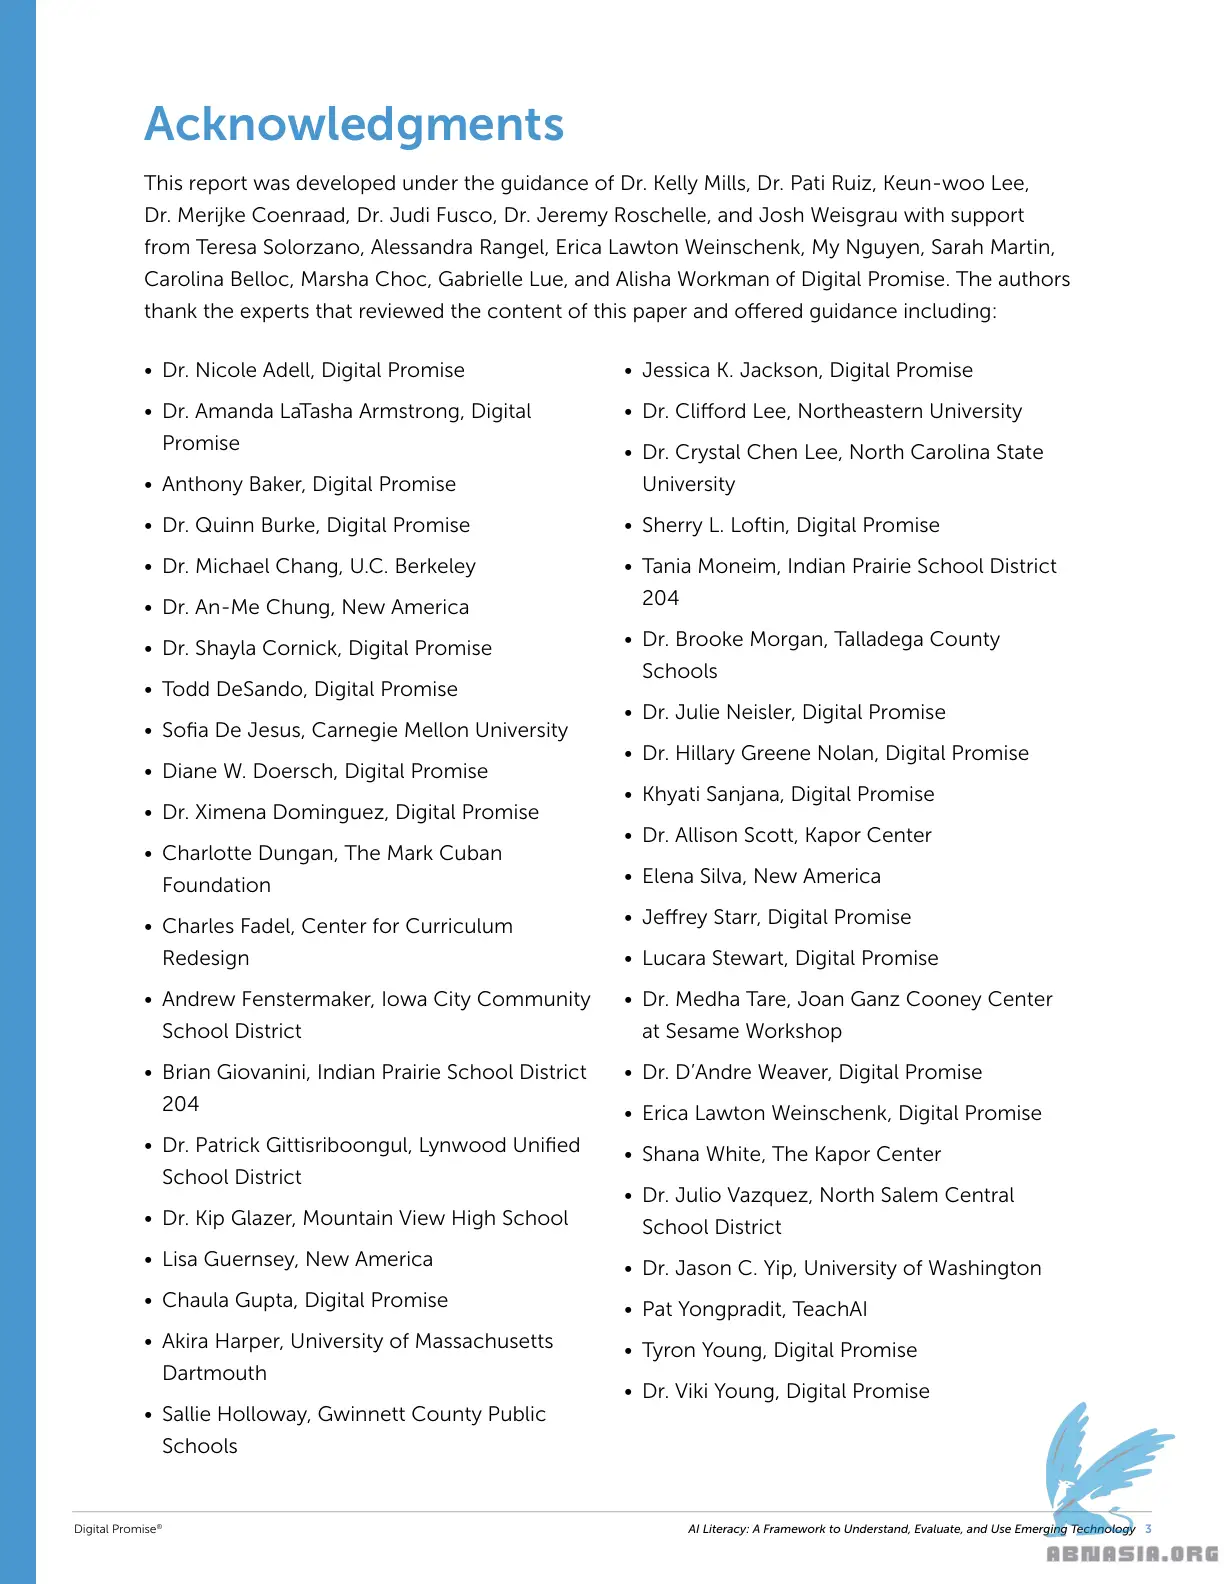 Acknowledgments
This report was developed under the guidance of Dr. Kelly Mills, Dr. Pati Ruiz, Keun-woo Lee,
Dr. Merijke Coenraad, Dr. Judi Fusco, Dr. Jeremy Roschelle, and Josh Weisgrau with support
from Teresa Solorzano, Alessandra Rangel, Erica Lawton Weinschenk, My Nguyen, Sarah Martin,
Carolina Belloc, Marsha Choc, Gabrielle Lue, and Alisha Workman of Digital Promise. The authors
thank the experts that reviewed the content of this paper and offered guidance including:
• Dr. Nicole Adell, Digital Promise
• Dr. Amanda LaTasha Armstrong, Digital
Promise
• Anthony Baker, Digital Promise
• Dr. Quinn Burke, Digital Promise
• Dr. Michael Chang, U.C. Berkeley
• Dr. An-Me Chung, New America
• Dr. Shayla Cornick, Digital Promise
• Todd DeSando, Digital Promise
• Sofia De Jesus, Carnegie Mellon University
• Diane W. Doersch, Digital Promise
• Dr. Ximena Dominguez, Digital Promise
• Charlotte Dungan, The Mark Cuban
Foundation
• Charles Fadel, Center for Curriculum
Redesign
• Andrew Fenstermaker, Iowa City Community
School District
• Brian Giovanini, Indian Prairie School District
204
• Dr. Patrick Gittisriboongul, Lynwood Unified
School District
• Dr. Kip Glazer, Mountain View High School
• Lisa Guernsey, New America
• Chaula Gupta, Digital Promise
• Akira Harper, University of Massachusetts
Dartmouth
• Sallie Holloway, Gwinnett County Public
Schools
• Jessica K. Jackson, Digital Promise
• Dr. Clifford Lee, Northeastern University
• Dr. Crystal Chen Lee, North Carolina State
University
• Sherry L. Loftin, Digital Promise
• Tania Moneim, Indian Prairie School District
204
• Dr. Brooke Morgan, Talladega County
Schools
• Dr. Julie Neisler, Digital Promise
• Dr. Hillary Greene Nolan, Digital Promise
• Khyati Sanjana, Digital Promise
• Dr. Allison Scott, Kapor Center
• Elena Silva, New America
• Jeffrey Starr, Digital Promise
• Lucara Stewart, Digital Promise
• Dr. Medha Tare, Joan Ganz Cooney Center
at Sesame Workshop
• Dr. D’Andre Weaver, Digital Promise
• Erica Lawton Weinschenk, Digital Promise
• Shana White, The Kapor Center
• Dr. Julio Vazquez, North Salem Central
School District
• Dr. Jason C. Yip, University of Washington
• Pat Yongpradit, TeachAI
• Tyron Young, Digital Promise
• Dr. Viki Young, Digital Promise
Digital Promise®
AI Literacy: A Framework to Understand, Evaluate, and Use Emerging Technology 3
ABNASIA.ORG